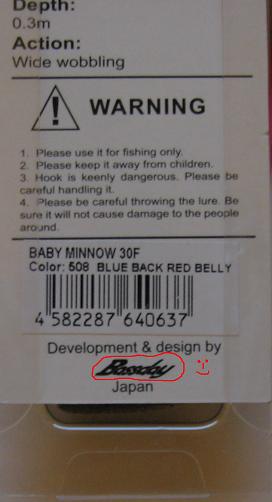 Depth:
0.3m
Action:
Wide wobbling
WARNING
1. Please use it for fishing only.
2. Please keep it away from children.
3. Hook is keenly dangerous. Please be
careful handling it.
4. Please be careful throwing the lure. Be
sure it will not cause damage to the people
around.
BABY MINNOW 30F
Color: 508 BLUE BACK RED BELLY
4 582287 640637
Development & design by
Bassday
Japan